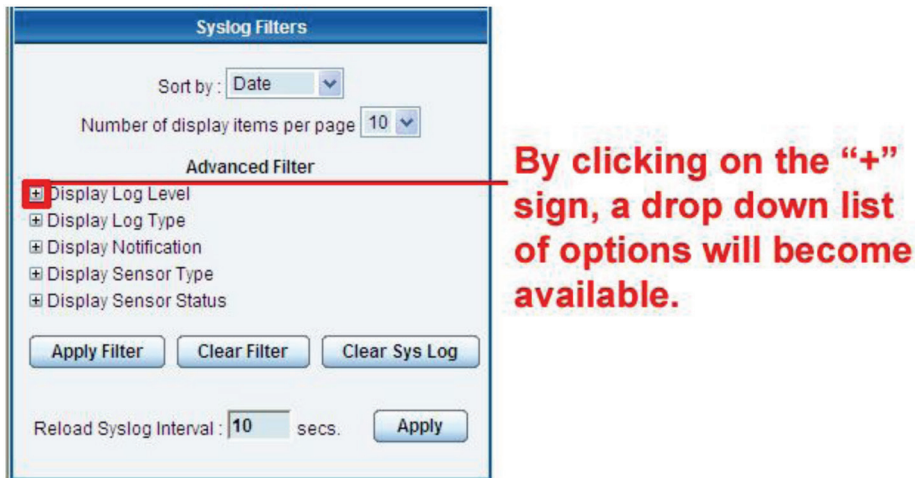 Syslog Filters
Sort by : Date
Number of display items per page 10
Advanced Filter
Display Log Level
Display Log Type
Display Notification
Display Sensor Type
Display Sensor Status
Apply Filter Clear Filter Clear Sys Log
Reload Syslog Interval : 10 secs. Apply
By clicking on the “+”
sign, a drop down list
of options will become
available.